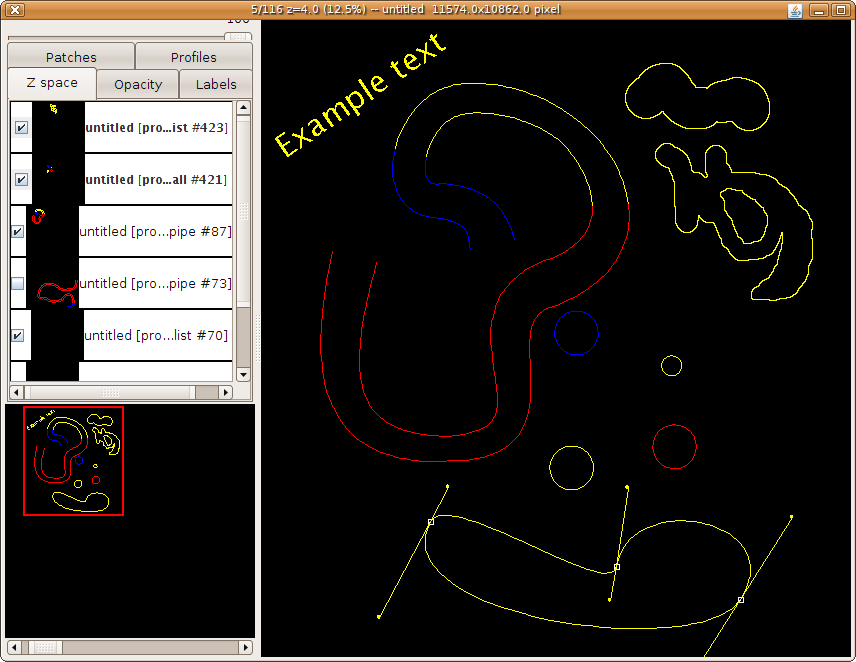 5/116 z=4.0 (12.5%) -- untitled  11574.0x10862.0 pixel
100
Patches
Profiles
Z space
Opacity
Labels
untitled [pro...ist #423]
untitled [pro...all #421]
untitled [pro...pipe #87]
untitled [pro...pipe #73]
untitled [pro...list #70]
Example text